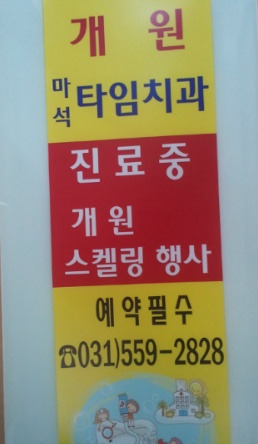 개 원
마석 타임치과
진료중
개원
스켈링 행사
예약필수
☎031)559-2828